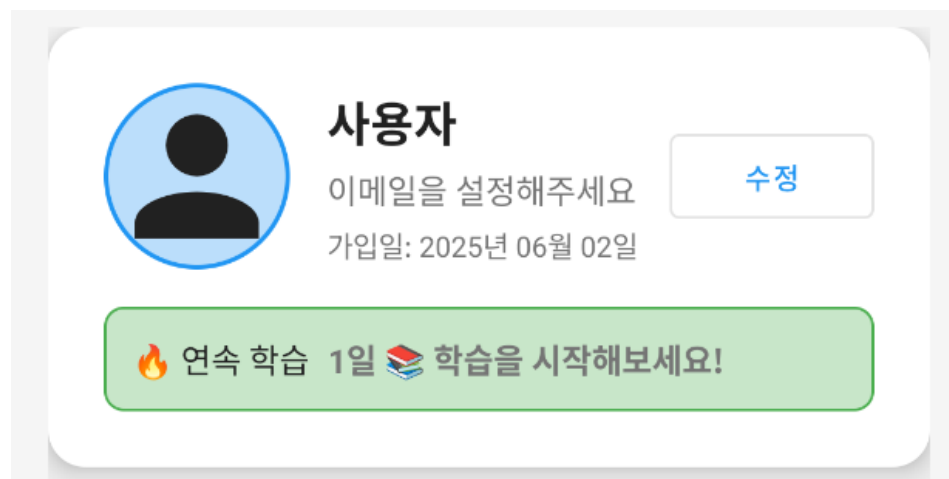 사용자
이메일을 설정해주세요
가입일: 2025년 06월 02일
수정
🔥 연속 학습 1일 📚 학습을 시작해보세요!